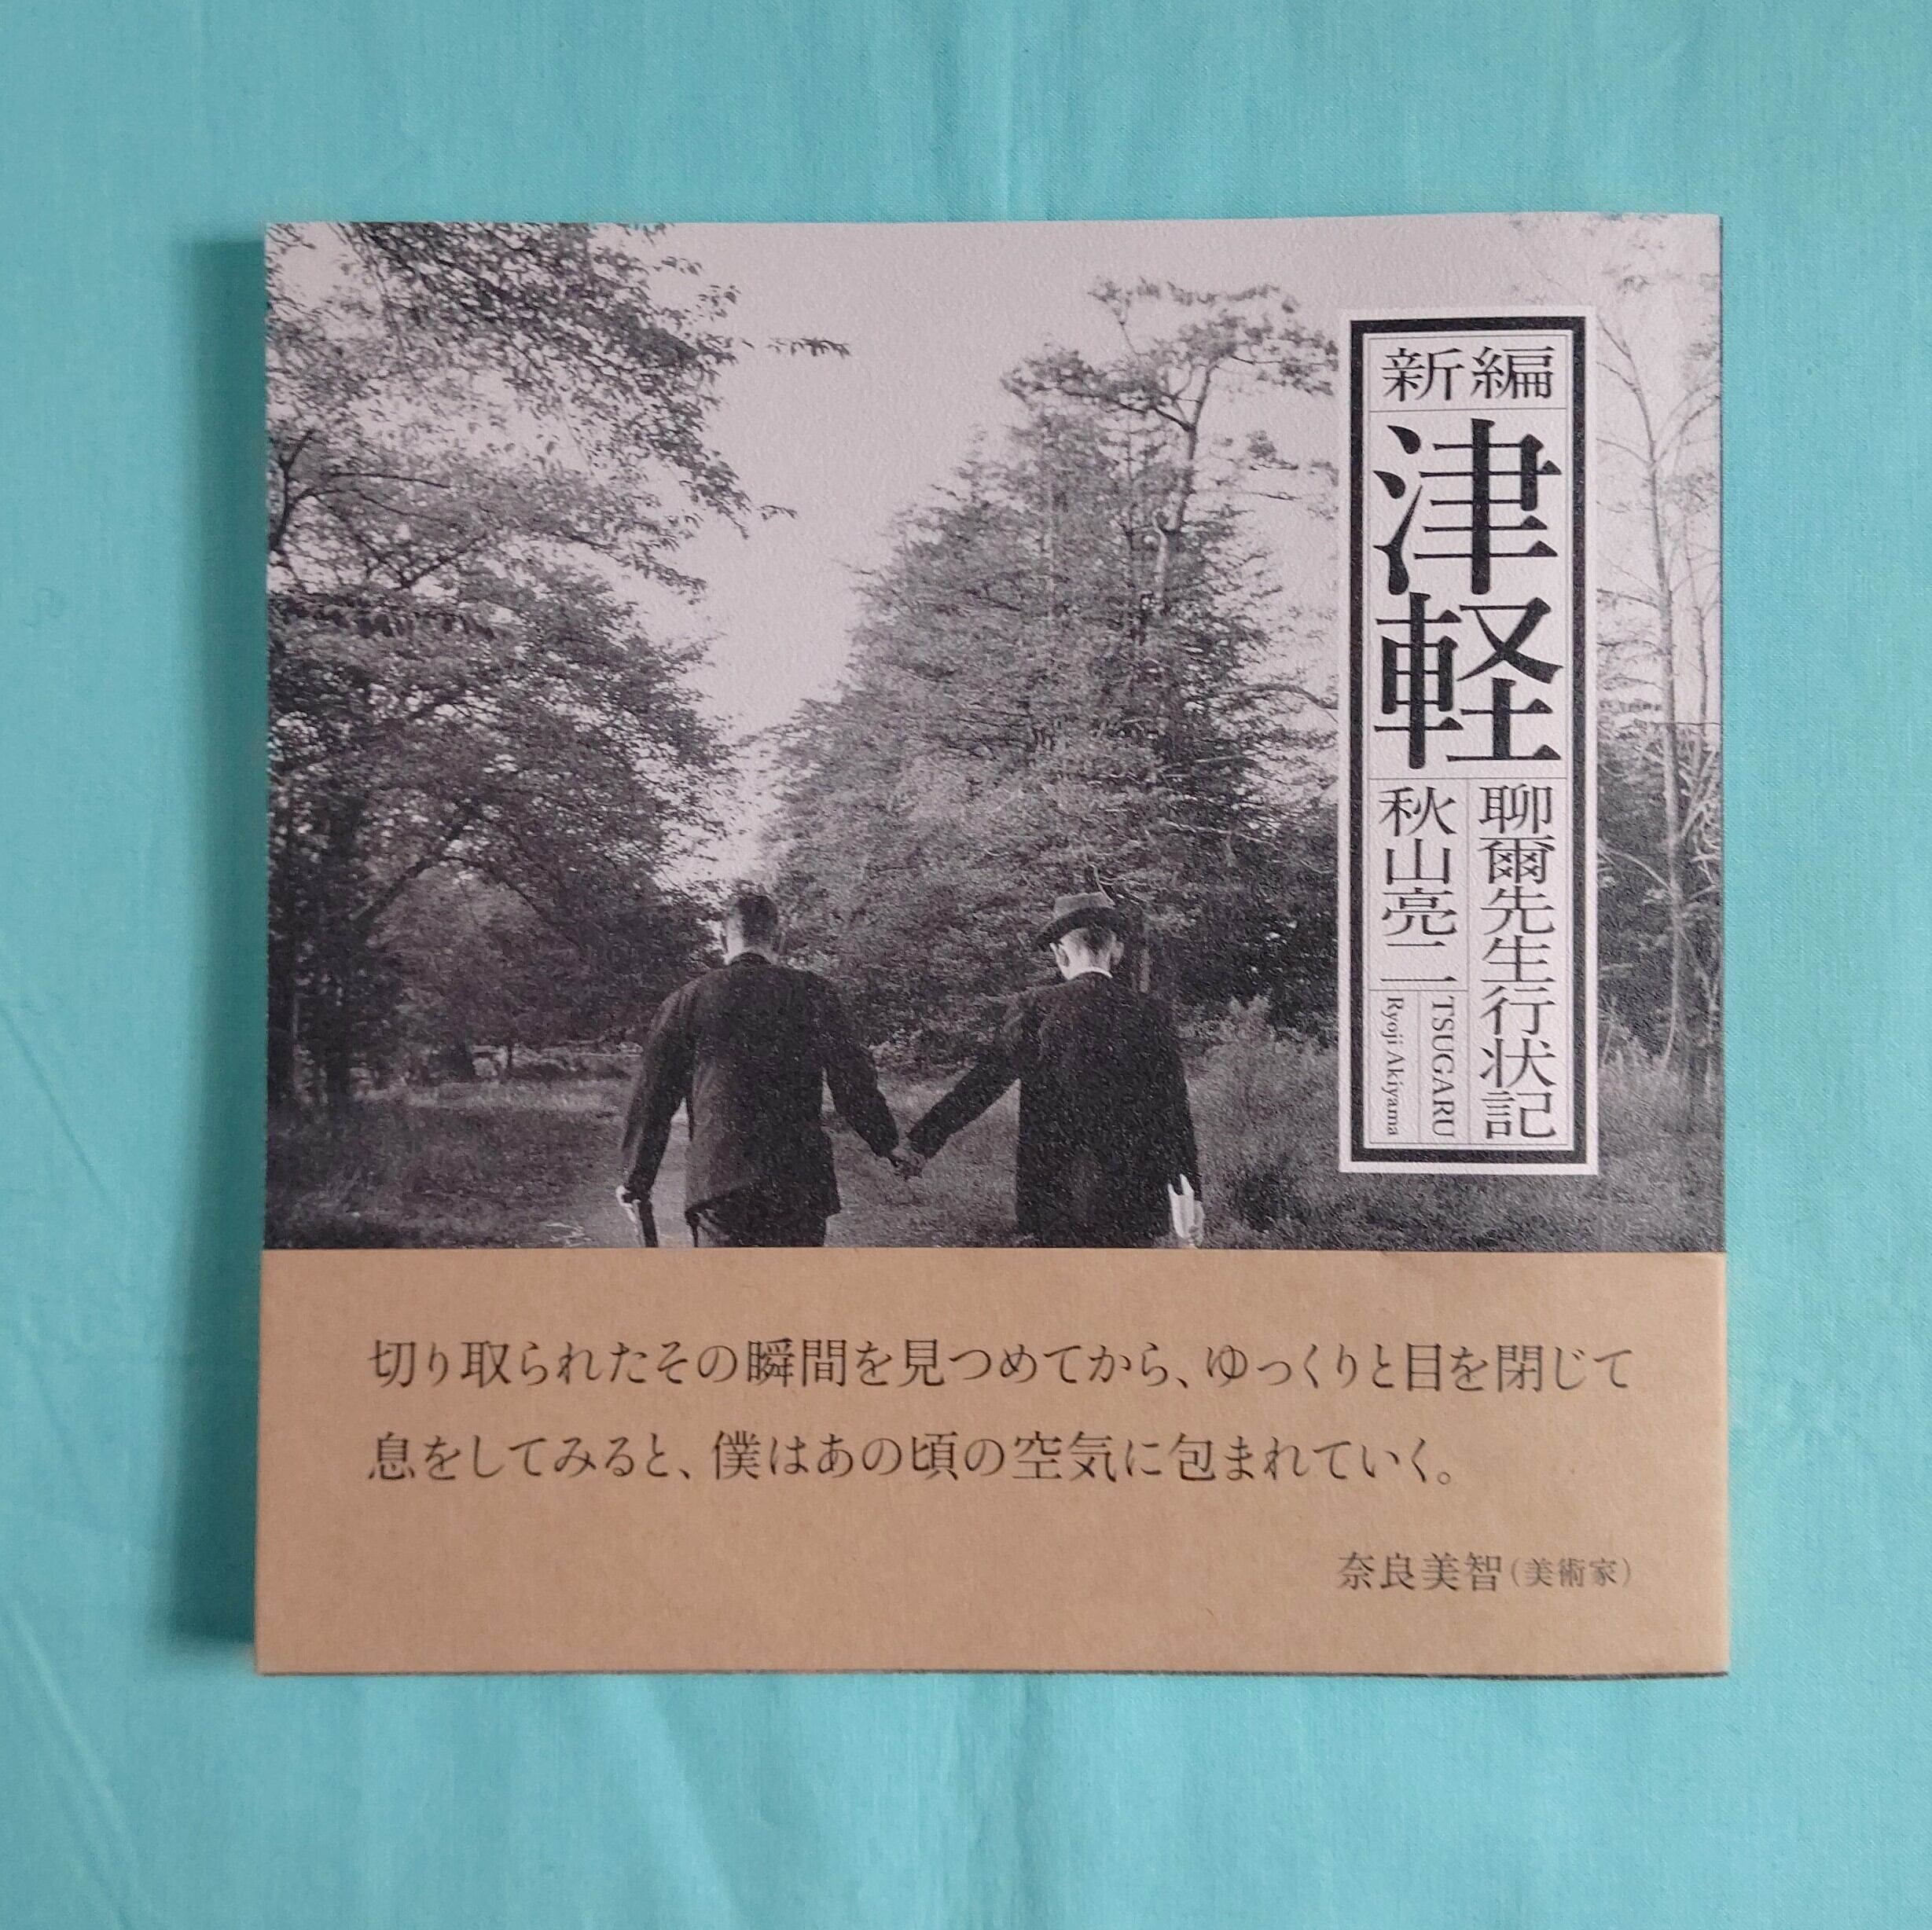 新編
津軽
聊爾先生行状記
秋山亮二
TSUGARU
Ryoji Akiyama
切り取られたその瞬間を見つめてから、ゆっくりと目を閉じて
息をしてみると、僕はあの頃の空気に包まれていく。
奈良美智（美術家）